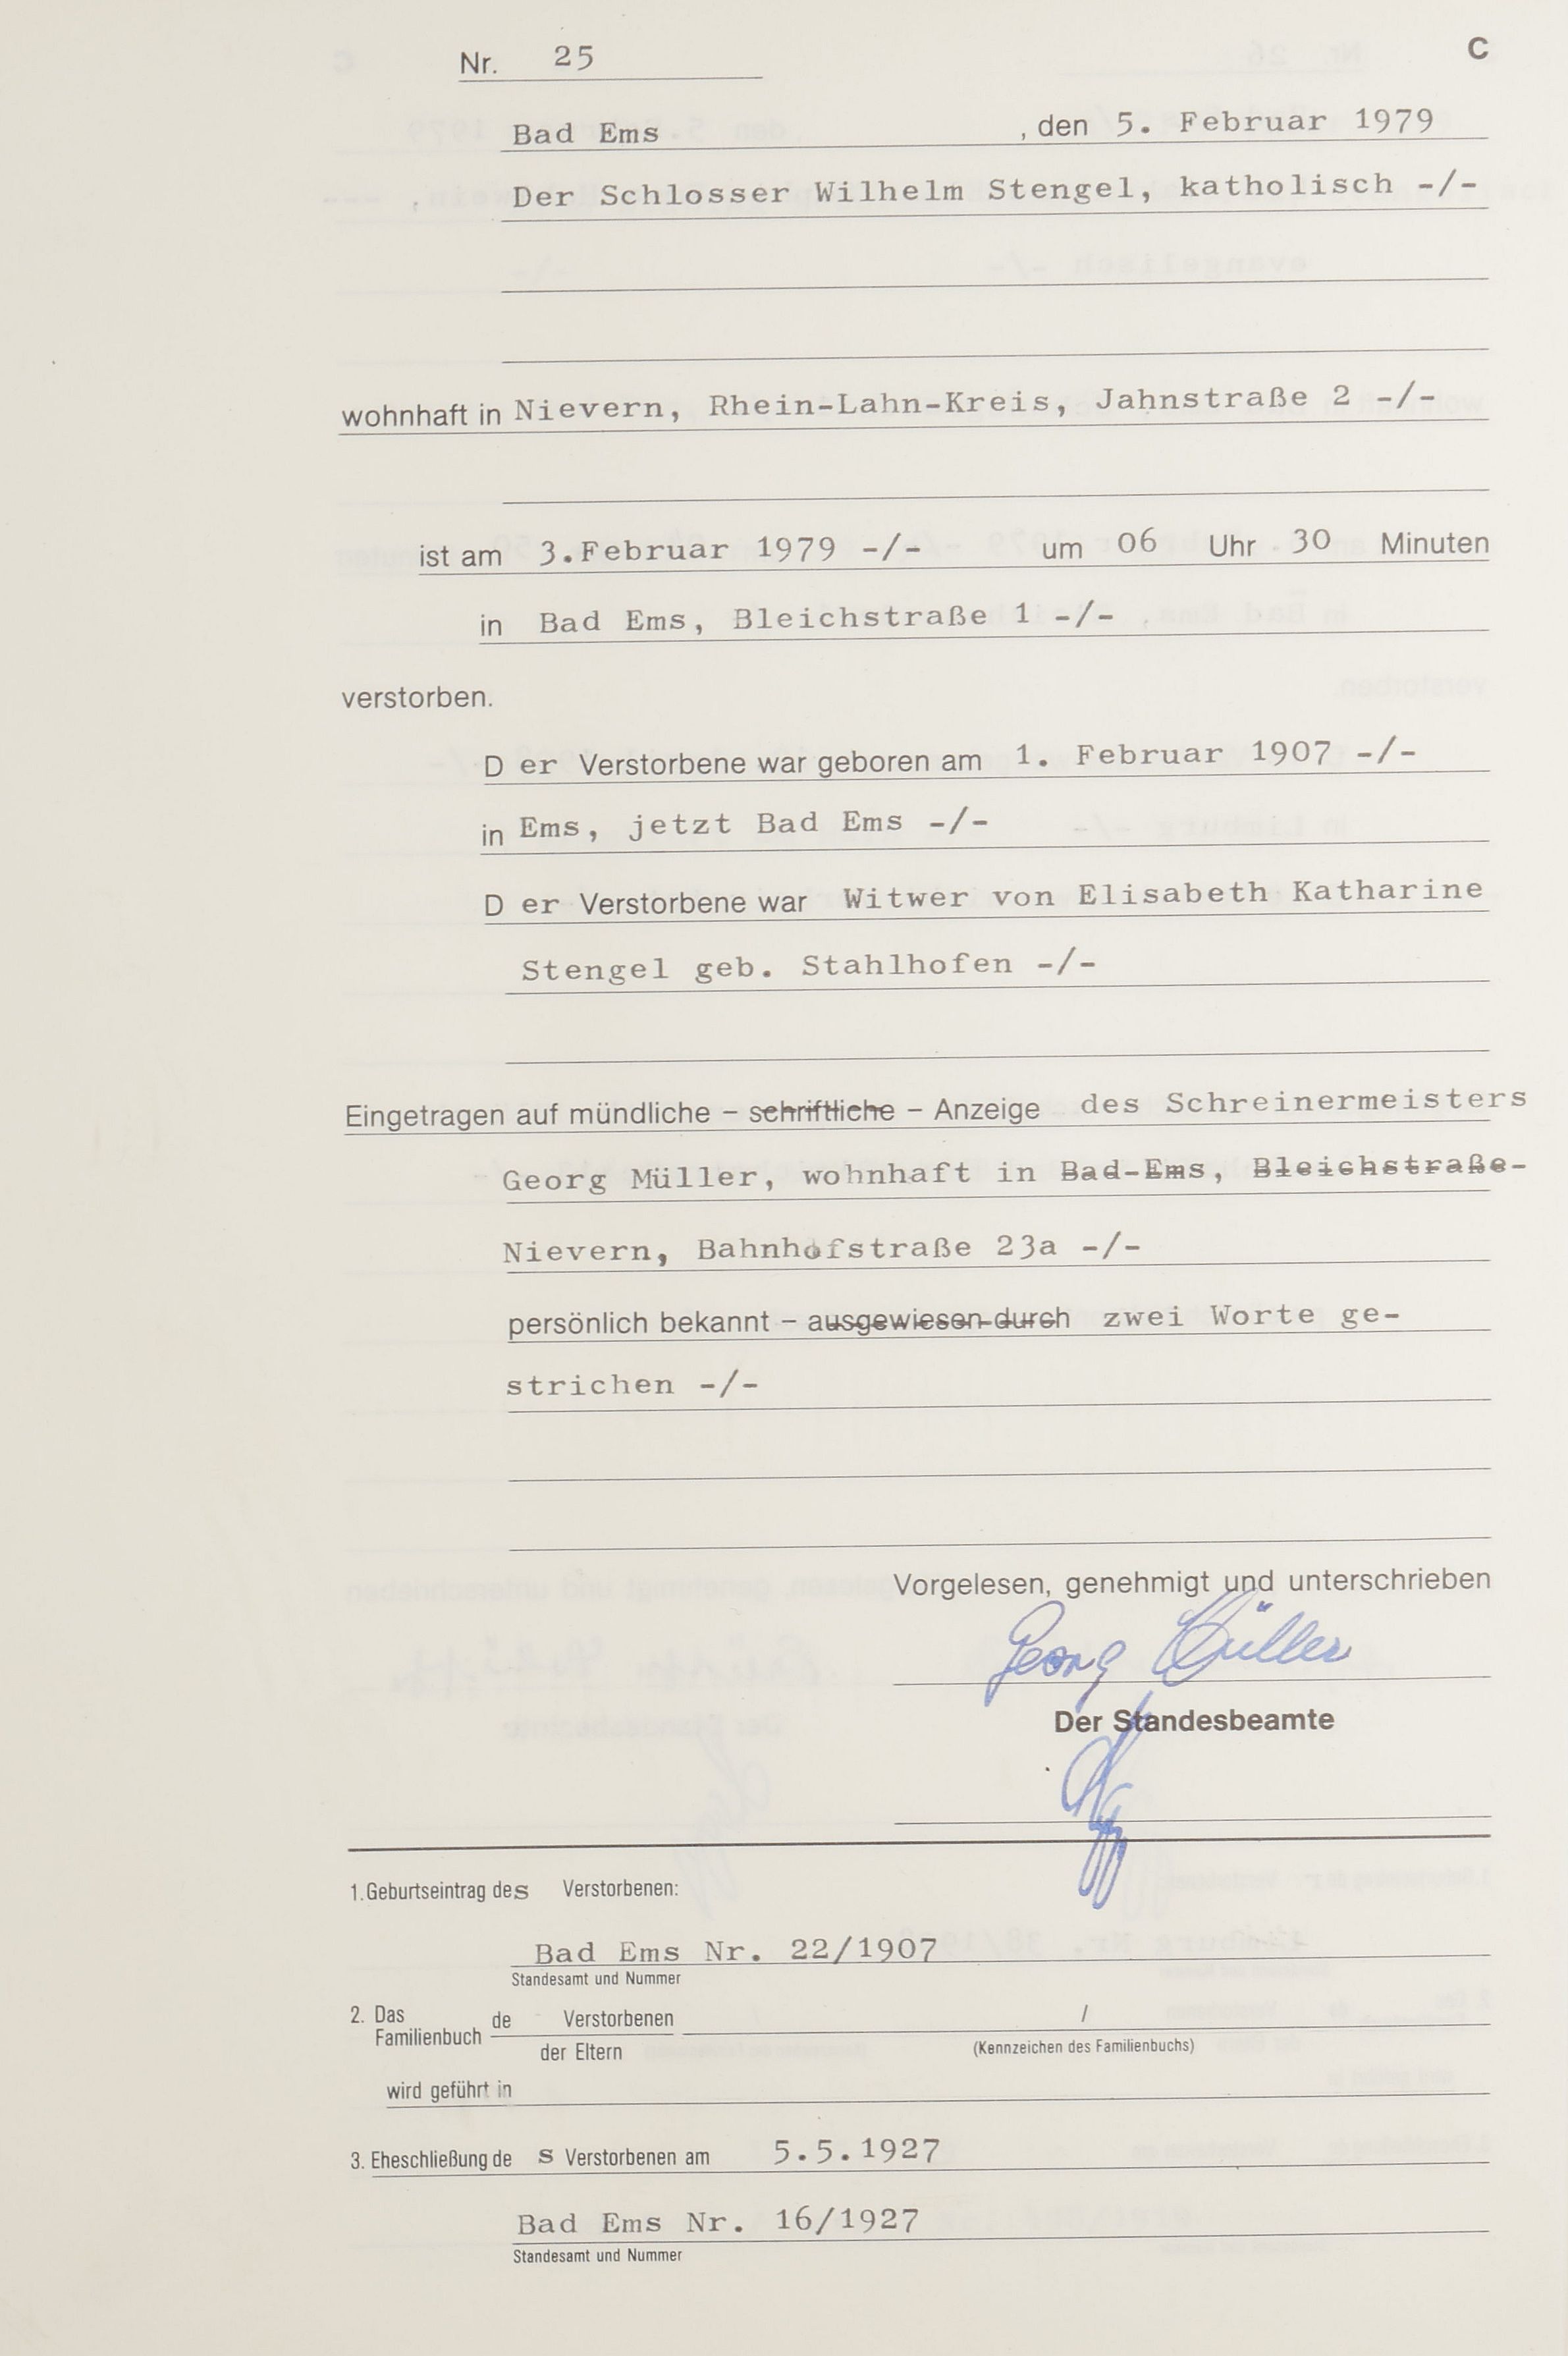 Nr. 25 C
Bad Ems , den 5. Februar 1979
Der Schlosser Wilhelm Stengel, katholisch -/-
wohnhaft in Nievern, Rhein-Lahn-Kreis, Jahnstraße 2 -/-
ist am 3.Februar 1979 -/- um 06 Uhr 30 Minuten
in Bad Ems, Bleichstraße 1 -/-
verstorben.
D er Verstorbene war geboren am 1. Februar 1907 -/-
in Ems, jetzt Bad Ems -/-
D er Verstorbene war Witwer von Elisabeth Katharine
Stengel geb. Stahlhofen -/-
Eingetragen auf mündliche – schriftliche – Anzeige des Schreinermeisters
Georg Müller, wohnhaft in Bad-Ems, Bleichstraße-
Nievern, Bahnhofstraße 23a -/-
persönlich bekannt – ausgewiesen durch zwei Worte ge-
strichen -/-
Vorgelesen, genehmigt und unterschrieben
Georg Müller
Der Standesbeamte
1. Geburtseintrag des Verstorbenen:
Bad Ems Nr. 22/1907
Standesamt und Nummer
2. Das Familienbuch de Verstorbenen /
der Eltern (Kennzeichen des Familienbuchs)
wird geführt in
3. Eheschließung de s Verstorbenen am 5.5.1927
Bad Ems Nr. 16/1927
Standesamt und Nummer